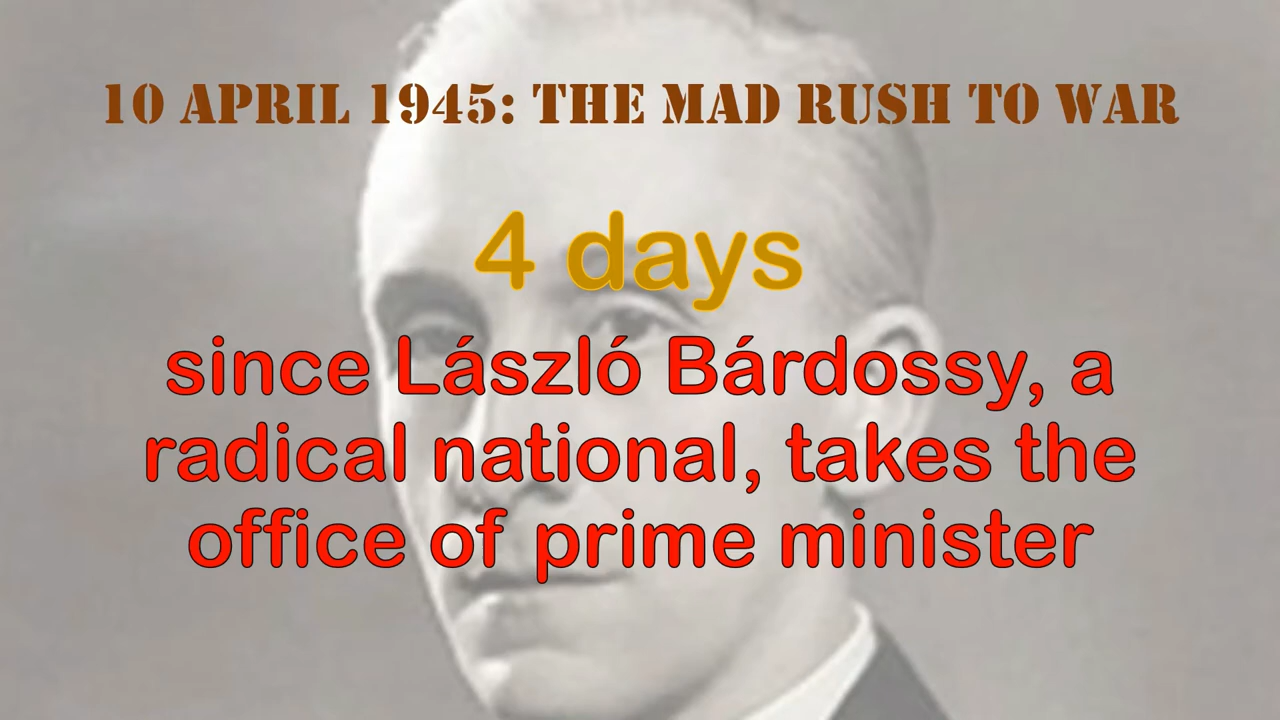 10 APRIL 1945: THE MAD RUSH TO WAR
4 days
since László Bárdossy, a
radical national, takes the
office of prime minister